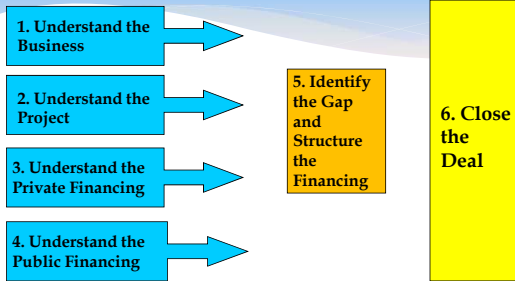 1. Understand the
Business
2. Understand the
Project
3. Understand the
Private Financing
4. Understand the
Public Financing
5. Identify
the Gap
and
Structure
the
Financing
6. Close
the
Deal